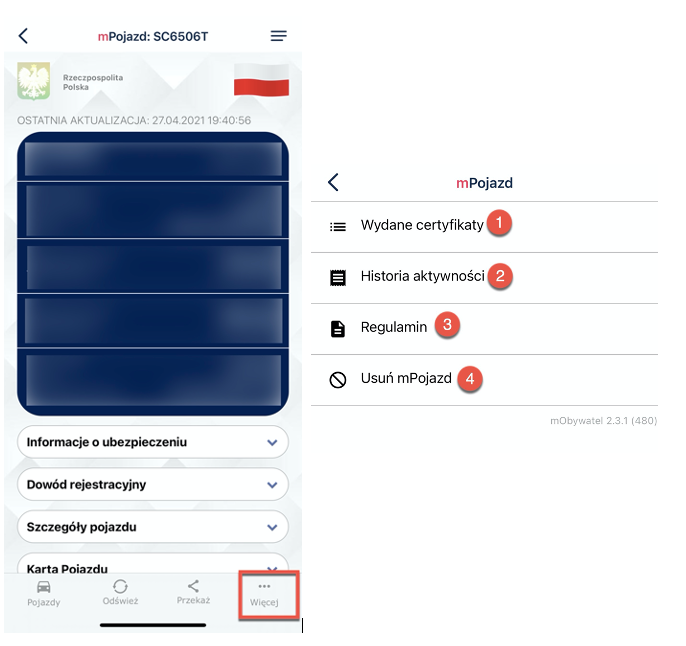 mPojazd: SC6506T
Rzeczpospolita
Polska
OSTATNIA AKTUALIZACJA: 27.04.2021 19:40:56
Informacje o ubezpieczeniu
Dowód rejestracyjny
Szczegóły pojazdu
Karta Pojazdu
Pojazdy
Odśwież
Przekaż
Więcej
mPojazd
Wydane certyfikaty 1
Historia aktywności 2
Regulamin 3
Usuń mPojazd 4
mObywatel 2.3.1 (480)